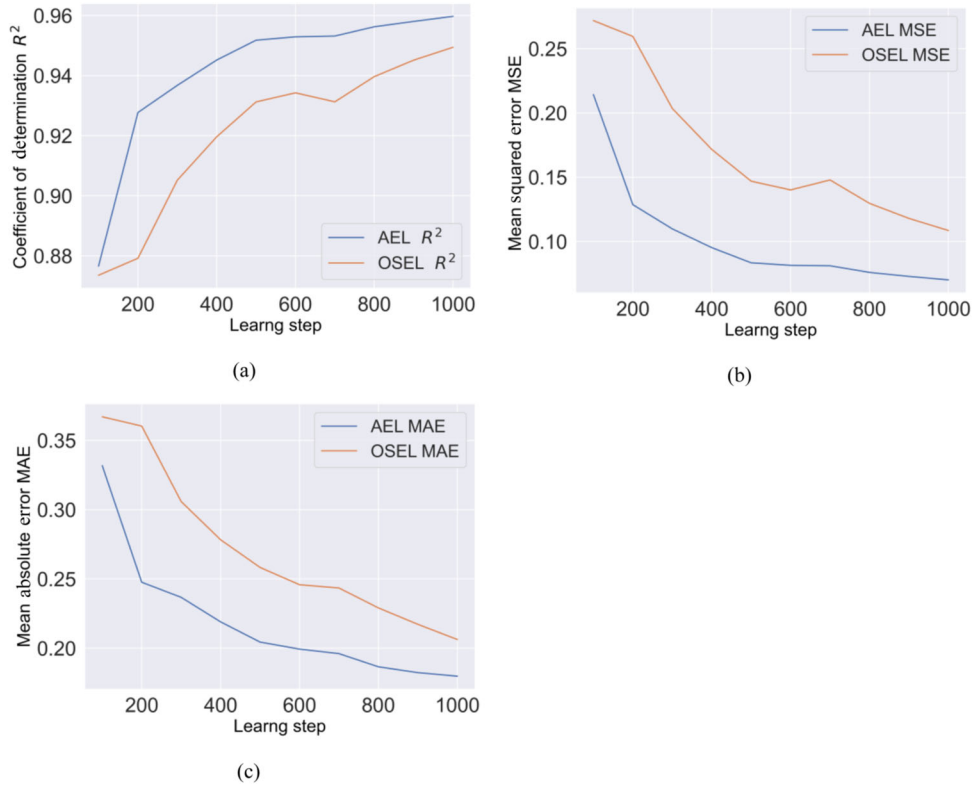 0.96
0.94
0.92
0.90
0.88
Coefficient of determination R²
AEL R²
OSEL R²
200 400 600 800 1000
Learng step
(a)
0.25
0.20
0.15
0.10
Mean squared error MSE
AEL MSE
OSEL MSE
200 400 600 800 1000
Learng step
(b)
0.35
0.30
0.25
0.20
Mean absolute error MAE
AEL MAE
OSEL MAE
200 400 600 800 1000
Learng step
(c)